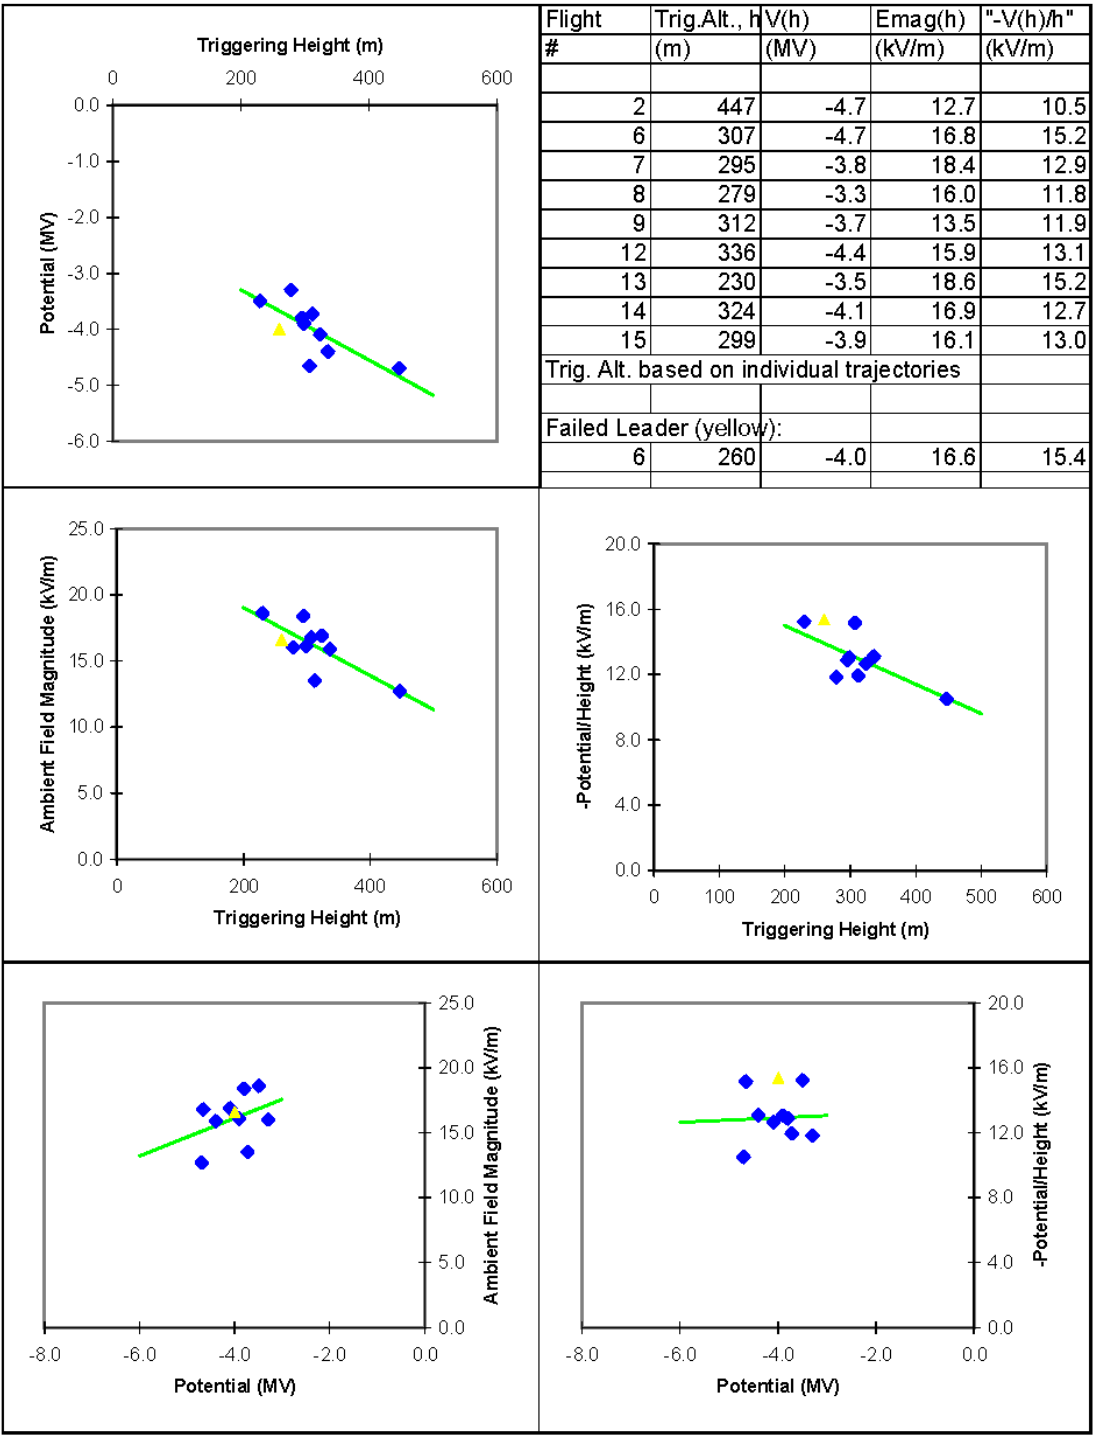 Triggering Height (m)
0 200 400 600
0.0
-1.0
-2.0
-3.0
-4.0
-5.0
-6.0
Potential (MV)
Flight Trig.Alt., h V(h) Emag(h) "-V(h)/h"
# (m) (MV) (kV/m) (kV/m)
2 447 -4.7 12.7 10.5
6 307 -4.7 16.8 15.2
7 295 -3.8 18.4 12.9
8 279 -3.3 16.0 11.8
9 312 -3.7 13.5 11.9
12 336 -4.4 15.9 13.1
13 230 -3.5 18.6 15.2
14 324 -4.1 16.9 12.7
15 299 -3.9 16.1 13.0
Trig. Alt. based on individual trajectories
Failed Leader (yellow):
6 260 -4.0 16.6 15.4
25.0
20.0
15.0
10.0
5.0
0.0
Ambient Field Magnitude (kV/m)
0 200 400 600
Triggering Height (m)
20.0
16.0
12.0
8.0
4.0
0.0
-Potential/Height (kV/m)
0 100 200 300 400 500 600
Triggering Height (m)
25.0
20.0
15.0
10.0
5.0
0.0
Ambient Field Magnitude (kV/m)
-8.0 -6.0 -4.0 -2.0 0.0
Potential (MV)
20.0
16.0
12.0
8.0
4.0
0.0
-Potential/Height (kV/m)
-8.0 -6.0 -4.0 -2.0 0.0
Potential (MV)